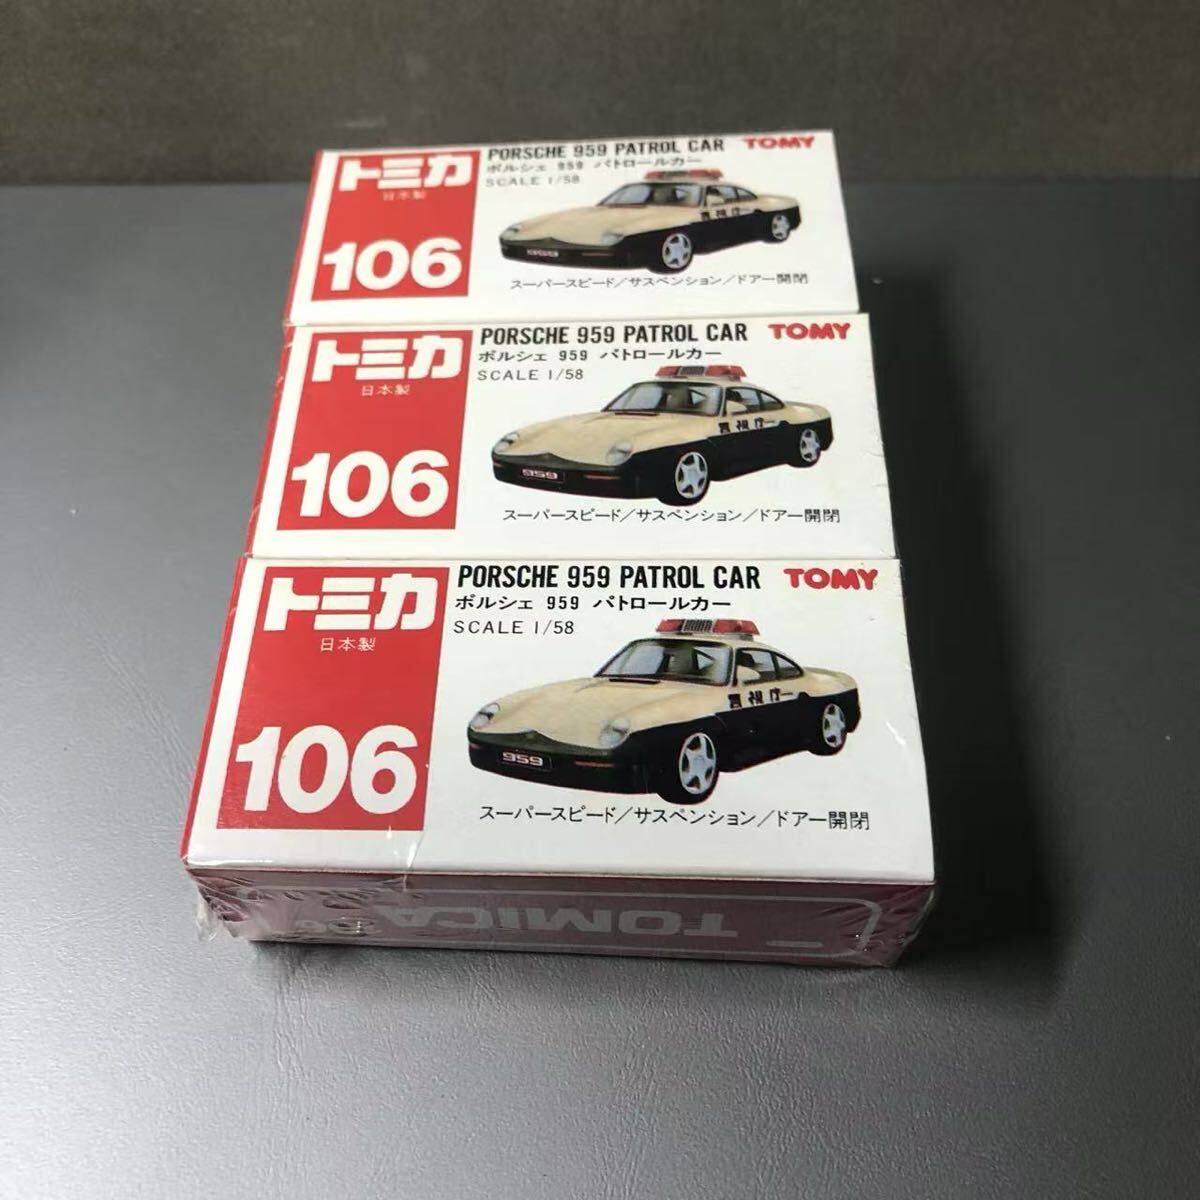 トミカ
日本製
106
PORSCHE 959 PATROL CAR TOMY
ポルシェ 959 パトロールカー
SCALE 1/58
警視庁
959
スーパースピード/サスペンション/ドアー開閉
トミカ
日本製
106
PORSCHE 959 PATROL CAR TOMY
ポルシェ 959 パトロールカー
SCALE 1/58
警視庁
959
スーパースピード/サスペンション/ドアー開閉
トミカ
日本製
106
PORSCHE 959 PATROL CAR TOMY
ポルシェ 959 パトロールカー
SCALE 1/58
警視庁
959
スーパースピード/サスペンション/ドアー開閉
TOMICA